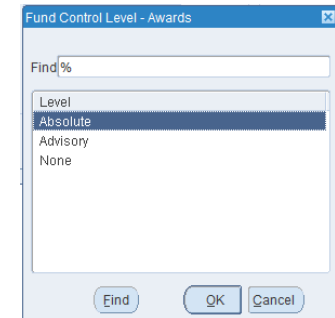 Fund Control Level - Awards
Find %
Level
Absolute
Advisory
None
Find OK Cancel